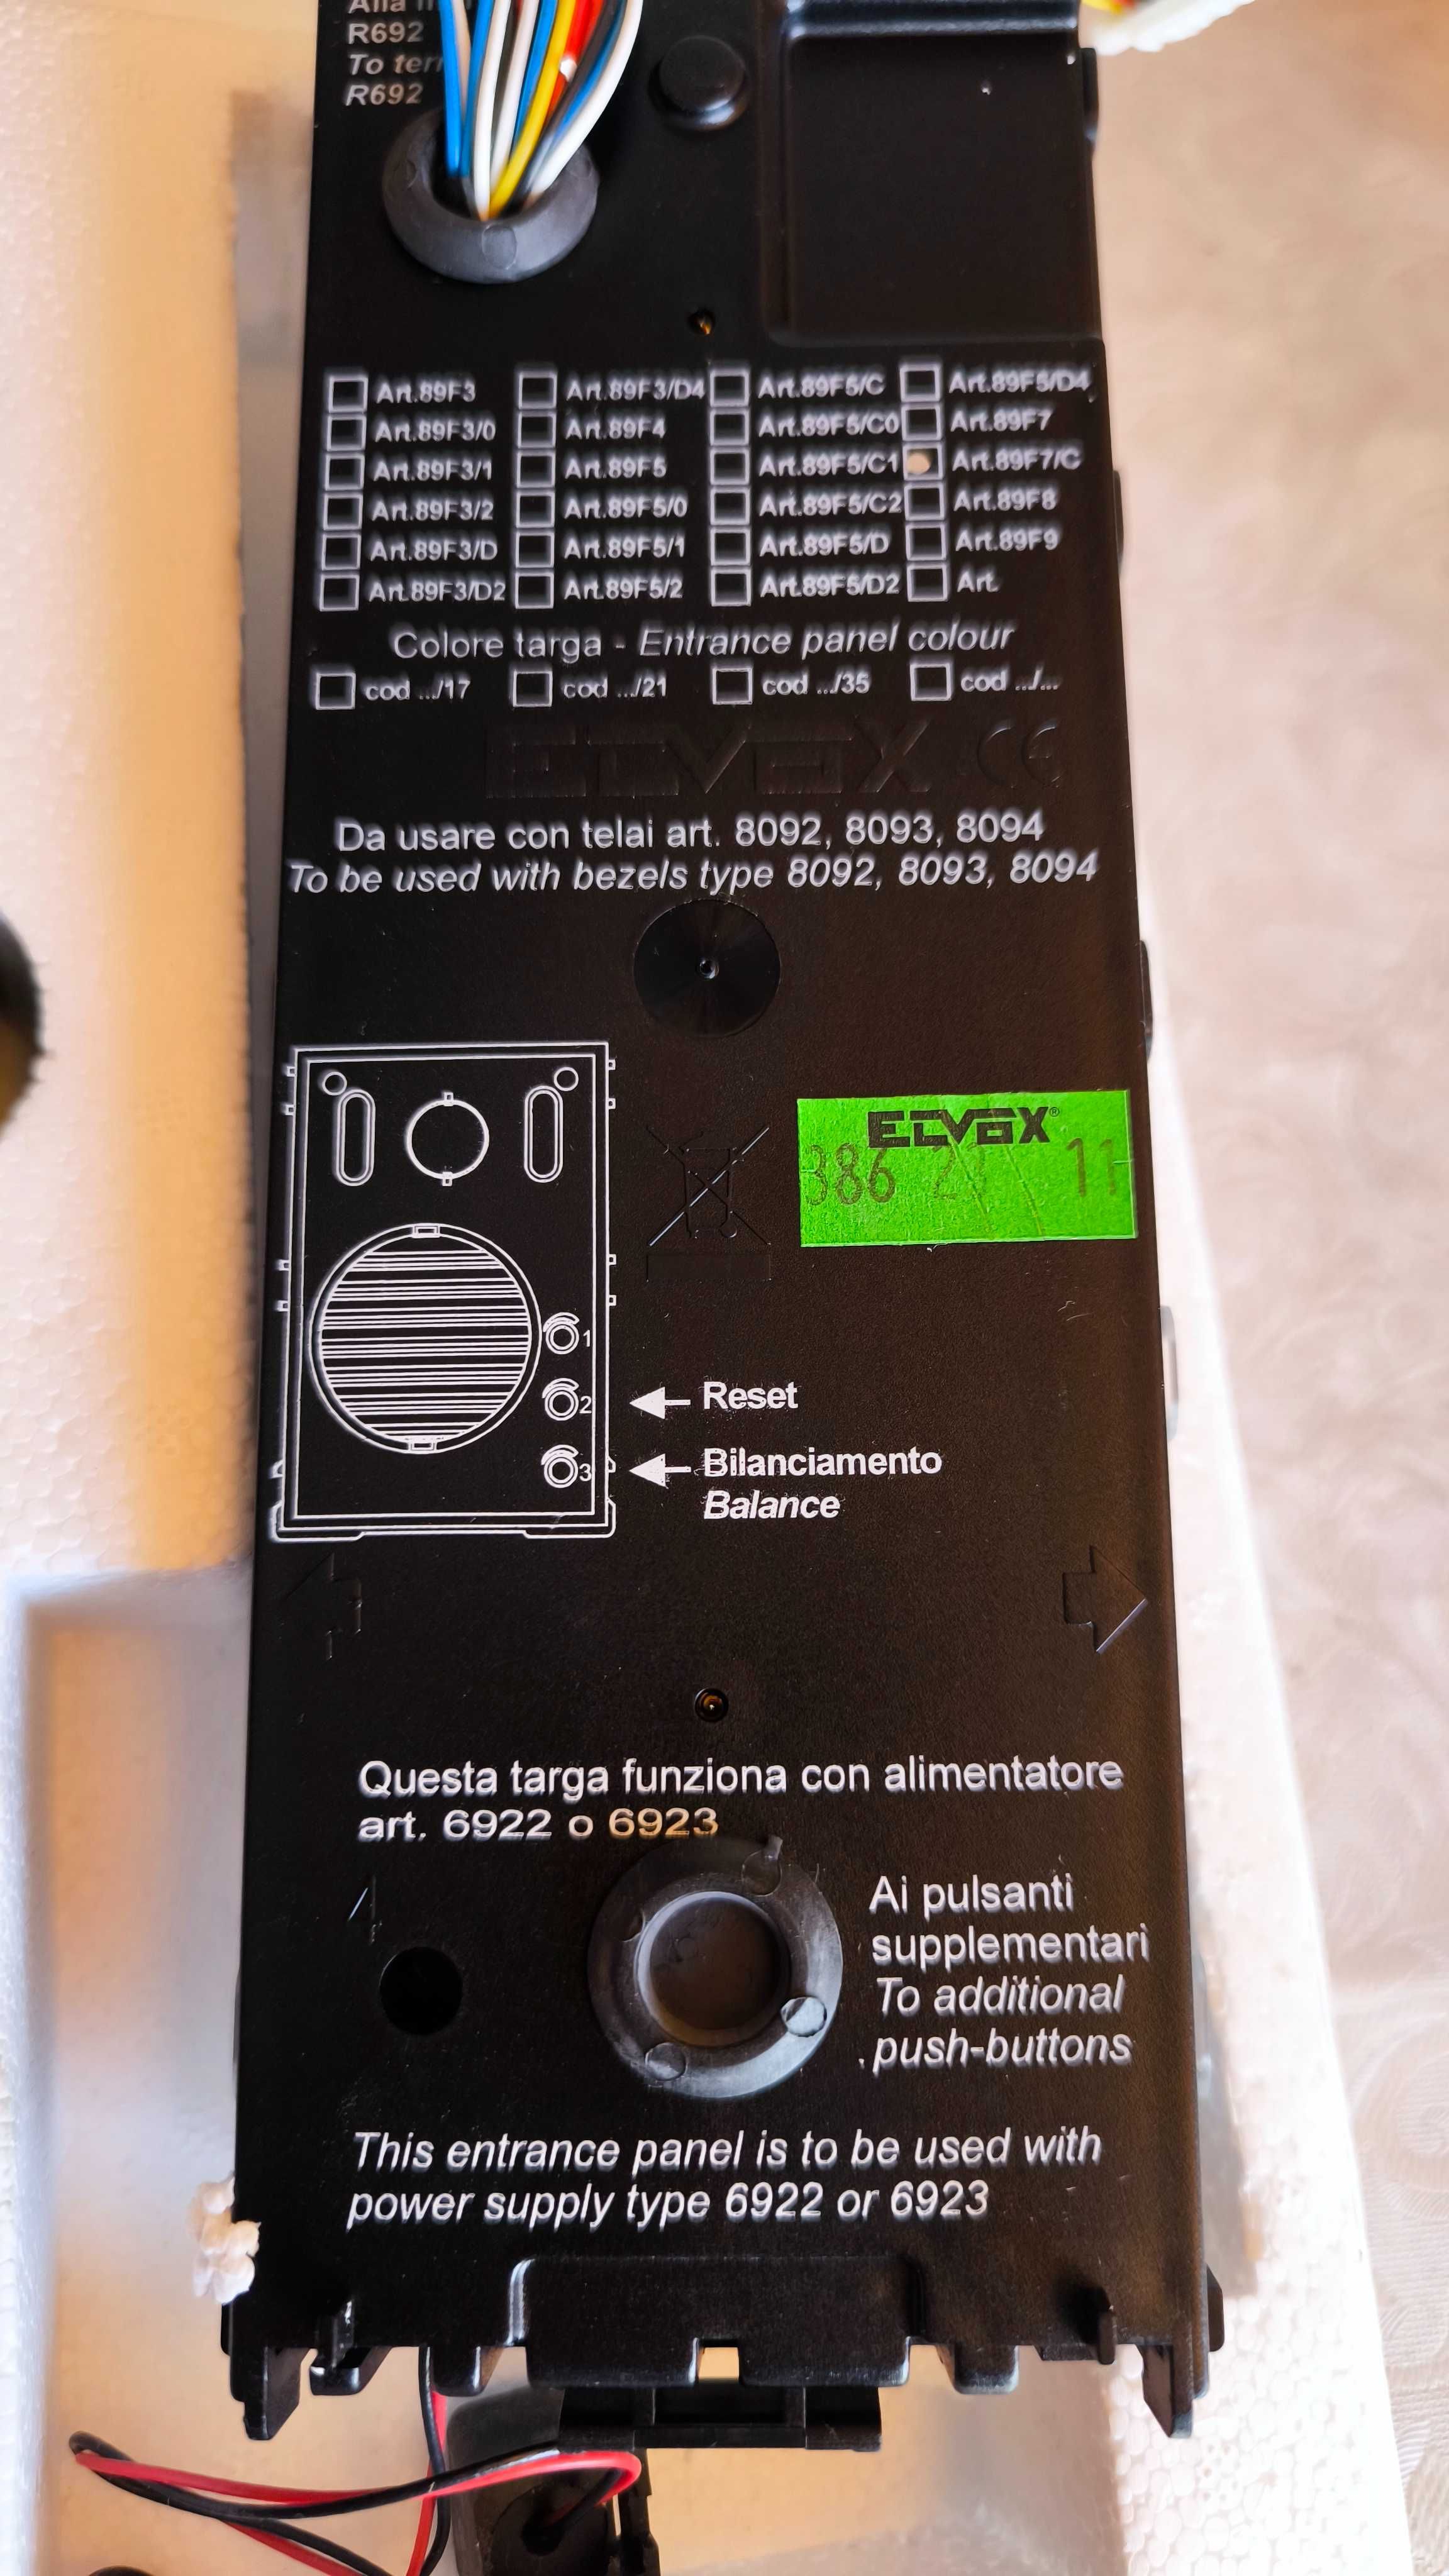 Alla
R692
To
R692
Art.89F3 Art.89F3/D4 Art.89F5/C Art.89F5/D4
Art.89F3/0 Art.89F4 Art.89F5/C0 Art.89F7
Art.89F3/1 Art.89F5 Art.89F5/C1 Art.89F7/C
Art.89F3/2 Art.89F5/0 Art.89F5/C2 Art.89F8
Art.89F3/D Art.89F5/1 Art.89F5/D Art.89F9
Art.89F3/D2 Art.89F5/2 Art.89F5/D2 Art.
Colore targa - Entrance panel colour
cod .../17 cod .../21 cod .../35 cod .../...
ELVOX CE
Da usare con telai art. 8092, 8093, 8094
To be used with bezels type 8092, 8093, 8094
ELVOX®
386 11
1
2 Reset
3 Bilanciamento
Balance
Questa targa funziona con alimentatore
art. 6922 o 6923
Ai pulsanti
supplementari
To additional
push-buttons
This entrance panel is to be used with
power supply type 6922 or 6923